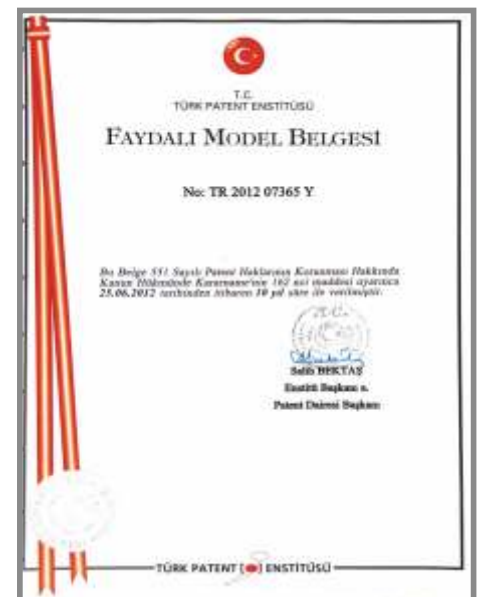 T.C.
TÜRK PATENT ENSTİTÜSÜ
FAYDALI MODEL BELGESİ
No: TR 2012 07365 Y
Bu Belge 551 Sayılı Patent Haklarının Korunması Hakkında
Kanun Hükmünde Kararname'nin 162 nci maddesi uyarınca
25.06.2012 tarihinden itibaren 10 yıl süre ile verilmiştir.
T.C.
Salih BEKTAŞ
Enstitü Başkanı a.
Patent Dairesi Başkanı
TÜRK PATENT ENSTİTÜSÜ